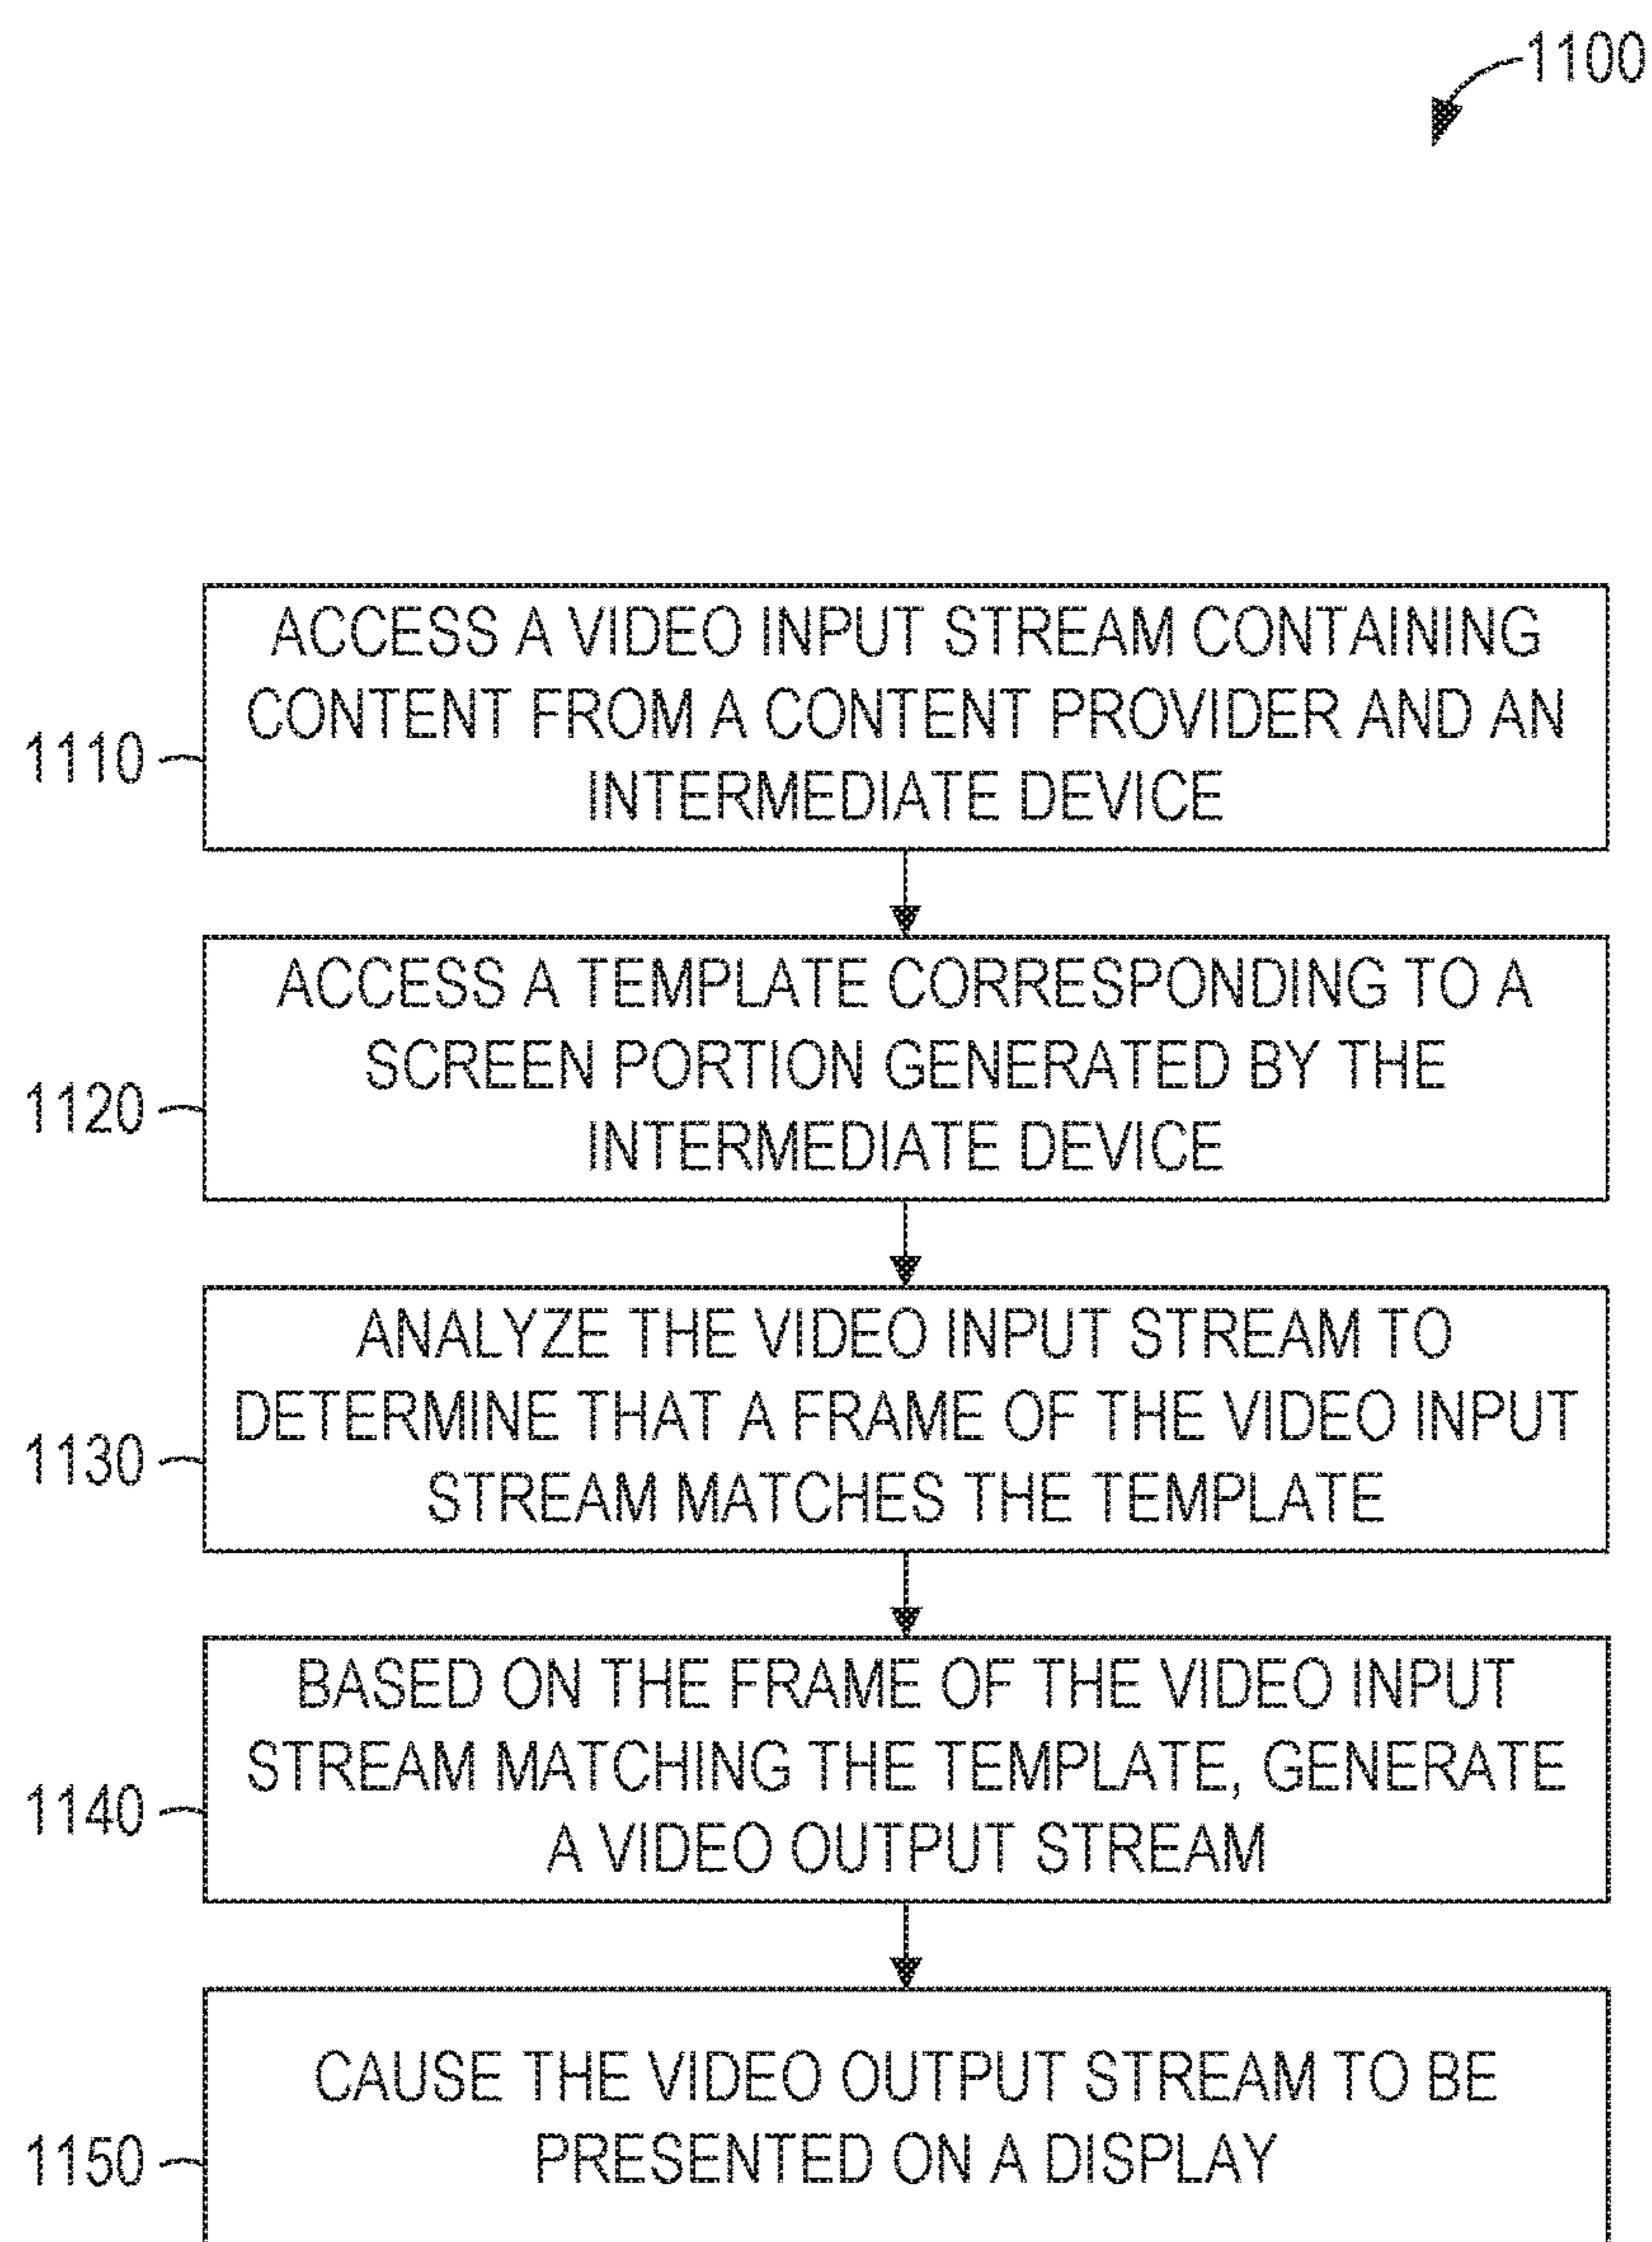 1100
ACCESS A VIDEO INPUT STREAM CONTAINING
CONTENT FROM A CONTENT PROVIDER AND AN
INTERMEDIATE DEVICE
1110
ACCESS A TEMPLATE CORRESPONDING TO A
SCREEN PORTION GENERATED BY THE
INTERMEDIATE DEVICE
1120
ANALYZE THE VIDEO INPUT STREAM TO
DETERMINE THAT A FRAME OF THE VIDEO INPUT
STREAM MATCHES THE TEMPLATE
1130
BASED ON THE FRAME OF THE VIDEO INPUT
STREAM MATCHING THE TEMPLATE, GENERATE
A VIDEO OUTPUT STREAM
1140
CAUSE THE VIDEO OUTPUT STREAM TO BE
PRESENTED ON A DISPLAY
1150